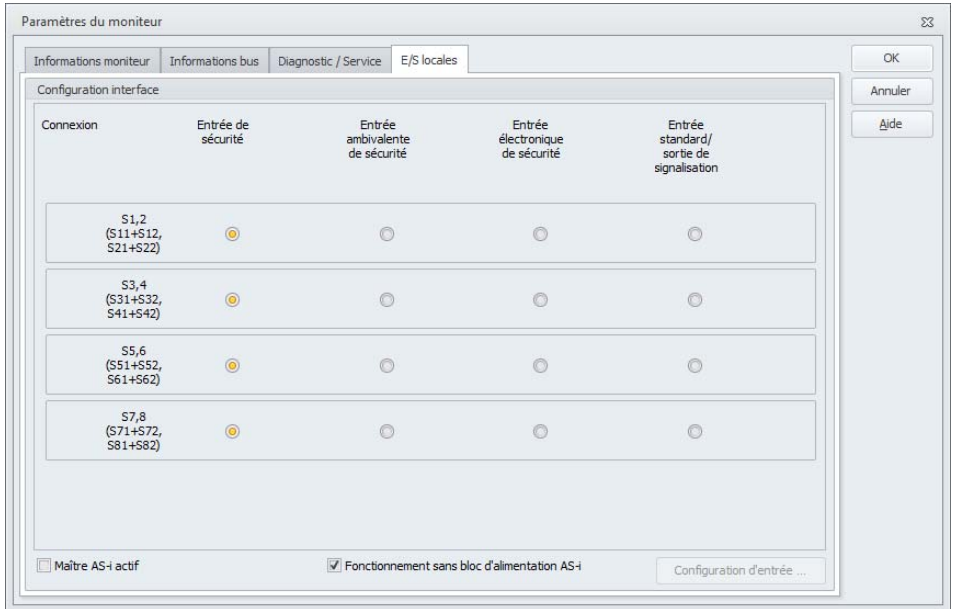 Paramètres du moniteur
Informations moniteur
Informations bus
Diagnostic / Service
E/S locales
OK
Annuler
Aide
Configuration interface
Connexion
Entrée de
sécurité
Entrée
ambivalente
de sécurité
Entrée
électronique
de sécurité
Entrée
standard/
sortie de
signalisation
S1,2
(S11+S12,
S21+S22)
S3,4
(S31+S32,
S41+S42)
S5,6
(S51+S52,
S61+S62)
S7,8
(S71+S72,
S81+S82)
Maître AS-i actif
Fonctionnement sans bloc d'alimentation AS-i
Configuration d'entrée ...